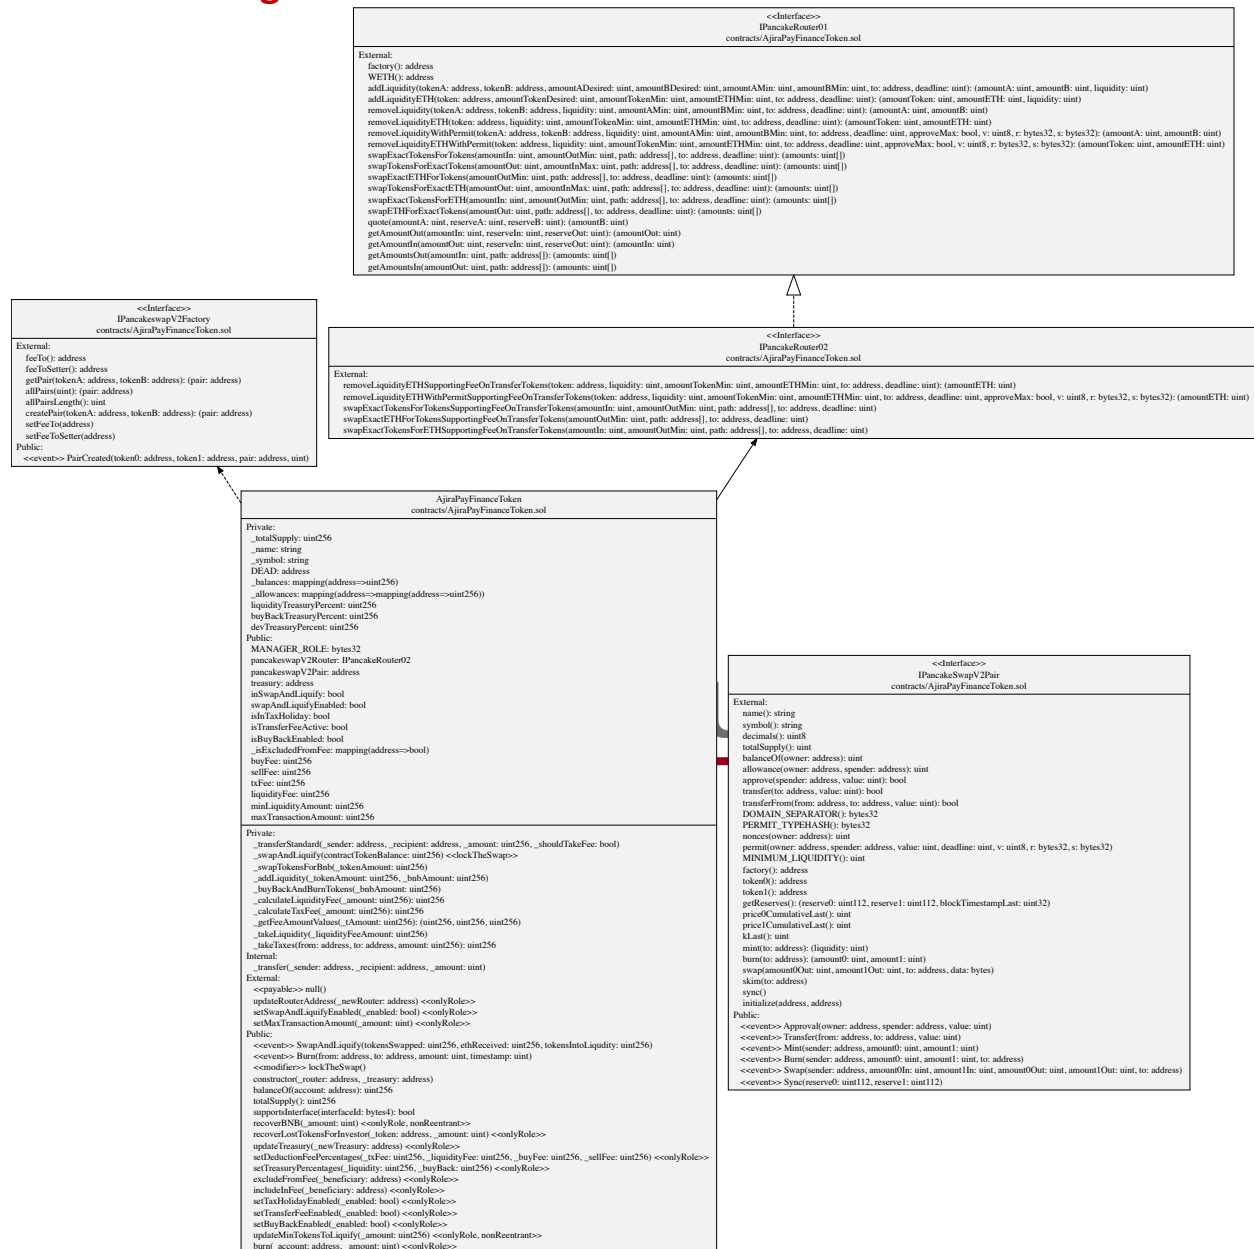 <<Interface>>
IPancakeRouter01
contracts/AjiraPayFinanceToken.sol
External:
factory(): address
WETH(): address
addLiquidity(tokenA: address, tokenB: address, amountADesired: uint, amountBDesired: uint, amountAMin: uint, amountBMin: uint, to: address, deadline: uint): (amountA: uint, amountB: uint, liquidity: uint)
addLiquidityETH(token: address, amountTokenDesired: uint, amountTokenMin: uint, amountETHMin: uint, to: address, deadline: uint): (amountToken: uint, amountETH: uint, liquidity: uint)
removeLiquidity(tokenA: address, tokenB: address, liquidity: uint, amountAMin: uint, amountBMin: uint, to: address, deadline: uint): (amountA: uint, amountB: uint)
removeLiquidityETH(token: address, liquidity: uint, amountTokenMin: uint, amountETHMin: uint, to: address, deadline: uint): (amountToken: uint, amountETH: uint)
removeLiquidityWithPermit(tokenA: address, tokenB: address, liquidity: uint, amountAMin: uint, amountBMin: uint, to: address, deadline: uint, approveMax: bool, v: uint8, r: bytes32, s: bytes32): (amountA: uint, amountB: uint)
removeLiquidityETHWithPermit(token: address, liquidity: uint, amountTokenMin: uint, amountETHMin: uint, to: address, deadline: uint, approveMax: bool, v: uint8, r: bytes32, s: bytes32): (amountToken: uint, amountETH: uint)
swapExactTokensForTokens(amountIn: uint, amountOutMin: uint, path: address[], to: address, deadline: uint): (amounts: uint[])
swapTokensForExactTokens(amountOut: uint, amountInMax: uint, path: address[], to: address, deadline: uint): (amounts: uint[])
swapExactETHForTokens(amountOutMin: uint, path: address[], to: address, deadline: uint): (amounts: uint[])
swapTokensForExactETH(amountOut: uint, amountInMax: uint, path: address[], to: address, deadline: uint): (amounts: uint[])
swapExactTokensForETH(amountIn: uint, amountOutMin: uint, path: address[], to: address, deadline: uint): (amounts: uint[])
swapETHForExactTokens(amountOut: uint, path: address[], to: address, deadline: uint): (amounts: uint[])
quote(amountA: uint, reserveA: uint, reserveB: uint): (amountB: uint)
getAmountOut(amountIn: uint, reserveIn: uint, reserveOut: uint): (amountOut: uint)
getAmountIn(amountOut: uint, reserveIn: uint, reserveOut: uint): (amountIn: uint)
getAmountsOut(amountIn: uint, path: address[]): (amounts: uint[])
getAmountsIn(amountOut: uint, path: address[]): (amounts: uint[])
<<Interface>>
IPancakeswapV2Factory
contracts/AjiraPayFinanceToken.sol
External:
feeTo(): address
feeToSetter(): address
getPair(tokenA: address, tokenB: address): (pair: address)
allPairs(uint): (pair: address)
allPairsLength(): uint
createPair(tokenA: address, tokenB: address): (pair: address)
setFeeTo(address)
setFeeToSetter(address)
Public:
<<event>> PairCreated(token0: address, token1: address, pair: address, uint)
<<Interface>>
IPancakeRouter02
contracts/AjiraPayFinanceToken.sol
External:
removeLiquidityETHSupportingFeeOnTransferTokens(token: address, liquidity: uint, amountTokenMin: uint, amountETHMin: uint, to: address, deadline: uint): (amountETH: uint)
removeLiquidityETHWithPermitSupportingFeeOnTransferTokens(token: address, liquidity: uint, amountTokenMin: uint, amountETHMin: uint, to: address, deadline: uint, approveMax: bool, v: uint8, r: bytes32, s: bytes32): (amountETH: uint)
swapExactTokensForTokensSupportingFeeOnTransferTokens(amountIn: uint, amountOutMin: uint, path: address[], to: address, deadline: uint)
swapExactETHForTokensSupportingFeeOnTransferTokens(amountOutMin: uint, path: address[], to: address, deadline: uint)
swapExactTokensForETHSupportingFeeOnTransferTokens(amountIn: uint, amountOutMin: uint, path: address[], to: address, deadline: uint)
AjiraPayFinanceToken
contracts/AjiraPayFinanceToken.sol
Private:
_totalSupply: uint256
_name: string
_symbol: string
DEAD: address
_balances: mapping(address=>uint256)
_allowances: mapping(address=>mapping(address=>uint256))
liquidityTreasuryPercent: uint256
buyBackTreasuryPercent: uint256
devTreasuryPercent: uint256
Public:
MANAGER_ROLE: bytes32
pancakeswapV2Router: IPancakeRouter02
pancakeswapV2Pair: address
treasury: address
inSwapAndLiquify: bool
swapAndLiquifyEnabled: bool
isInTaxHoliday: bool
isTransferFeeActive: bool
isBuyBackEnabled: bool
_isExcludedFromFee: mapping(address=>bool)
buyFee: uint256
sellFee: uint256
txFee: uint256
liquidityFee: uint256
minLiquidityAmount: uint256
maxTransactionAmount: uint256
Private:
_transferStandard(_sender: address, _recipient: address, _amount: uint256, _shouldTakeFee: bool)
_swapAndLiquify(contractTokenBalance: uint256) <<lockTheSwap>>
_swapTokensForBnb(_tokenAmount: uint256)
_addLiquidity(_tokenAmount: uint256, _bnbAmount: uint256)
_buyBackAndBurnTokens(_bnbAmount: uint256)
_calculateLiquidityFee(_amount: uint256): uint256
_calculateTaxFee(_amount: uint256): uint256
_getFeeAmountValues(_tAmount: uint256): (uint256, uint256, uint256)
_takeLiquidity(_liquidityFeeAmount: uint256)
_takeTaxes(from: address, to: address, amount: uint256): uint256
Internal:
_transfer(_sender: address, _recipient: address, _amount: uint)
External:
<<payable>> null()
updateRouterAddress(_newRouter: address) <<onlyRole>>
setSwapAndLiquifyEnabled(_enabled: bool) <<onlyRole>>
setMaxTransactionAmount(_amount: uint) <<onlyRole>>
Public:
<<event>> SwapAndLiquify(tokensSwapped: uint256, ethReceived: uint256, tokensIntoLiqudity: uint256)
<<event>> Burn(from: address, to: address, amount: uint, timestamp: uint)
<<modifier>> lockTheSwap()
constructor(_router: address, _treasury: address)
balanceOf(account: address): uint256
totalSupply(): uint256
supportsInterface(interfaceId: bytes4): bool
recoverBNB(_amount: uint) <<onlyRole, nonReentrant>>
recoverLostTokensForInvestor(_token: address, _amount: uint) <<onlyRole>>
updateTreasury(_newTreasury: address) <<onlyRole>>
setDeductionFeePercentages(_txFee: uint256, _liquidityFee: uint256, _buyFee: uint256, _sellFee: uint256) <<onlyRole>>
setTreasuryPercentages(_liquidity: uint256, _buyBack: uint256) <<onlyRole>>
excludeFromFee(_beneficiary: address) <<onlyRole>>
includeInFee(_beneficiary: address) <<onlyRole>>
setTaxHolidayEnabled(_enabled: bool) <<onlyRole>>
setTransferFeeEnabled(_enabled: bool) <<onlyRole>>
setBuyBackEnabled(_enabled: bool) <<onlyRole>>
updateMinTokensToLiquify(_amount: uint256) <<onlyRole, nonReentrant>>
burn(_account: address, _amount: uint) <<onlyRole>>
<<Interface>>
IPancakeSwapV2Pair
contracts/AjiraPayFinanceToken.sol
External:
name(): string
symbol(): string
decimals(): uint8
totalSupply(): uint
balanceOf(owner: address): uint
allowance(owner: address, spender: address): uint
approve(spender: address, value: uint): bool
transfer(to: address, value: uint): bool
transferFrom(from: address, to: address, value: uint): bool
DOMAIN_SEPARATOR(): bytes32
PERMIT_TYPEHASH(): bytes32
nonces(owner: address): uint
permit(owner: address, spender: address, value: uint, deadline: uint, v: uint8, r: bytes32, s: bytes32)
MINIMUM_LIQUIDITY(): uint
factory(): address
token0(): address
token1(): address
getReserves(): (reserve0: uint112, reserve1: uint112, blockTimestampLast: uint32)
price0CumulativeLast(): uint
price1CumulativeLast(): uint
kLast(): uint
mint(to: address): (liquidity: uint)
burn(to: address): (amount0: uint, amount1: uint)
swap(amount0Out: uint, amount1Out: uint, to: address, data: bytes)
skim(to: address)
sync()
initialize(address, address)
Public:
<<event>> Approval(owner: address, spender: address, value: uint)
<<event>> Transfer(from: address, to: address, value: uint)
<<event>> Mint(sender: address, amount0: uint, amount1: uint)
<<event>> Burn(sender: address, amount0: uint, amount1: uint, to: address)
<<event>> Swap(sender: address, amount0In: uint, amount1In: uint, amount0Out: uint, amount1Out: uint, to: address)
<<event>> Sync(reserve0: uint112, reserve1: uint112)